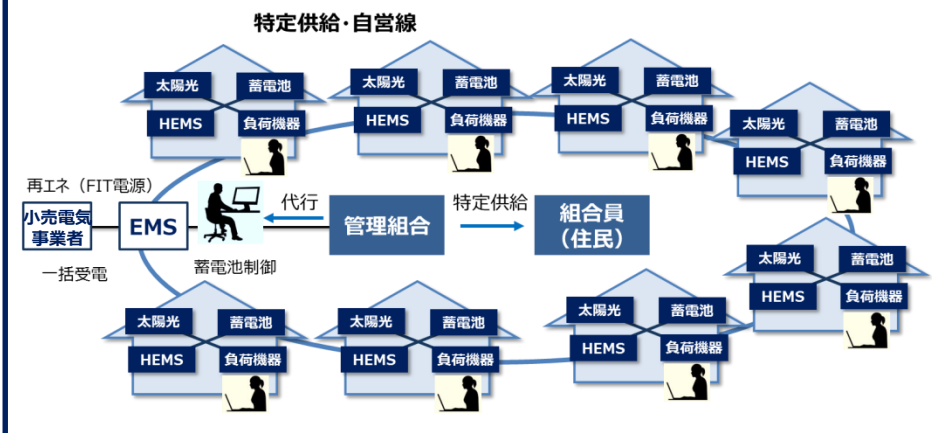 特定供給・自営線
太陽光 蓄電池
HEMS 負荷機器
太陽光 蓄電池
HEMS 負荷機器
太陽光 蓄電池
HEMS 負荷機器
太陽光 蓄電池
HEMS 負荷機器
再エネ（FIT電源）
小売電気
事業者
EMS
代行
管理組合
特定供給
組合員
（住民）
一括受電
蓄電池制御
太陽光 蓄電池
HEMS 負荷機器
太陽光 蓄電池
HEMS 負荷機器
太陽光 蓄電池
HEMS 負荷機器
太陽光 蓄電池
HEMS 負荷機器